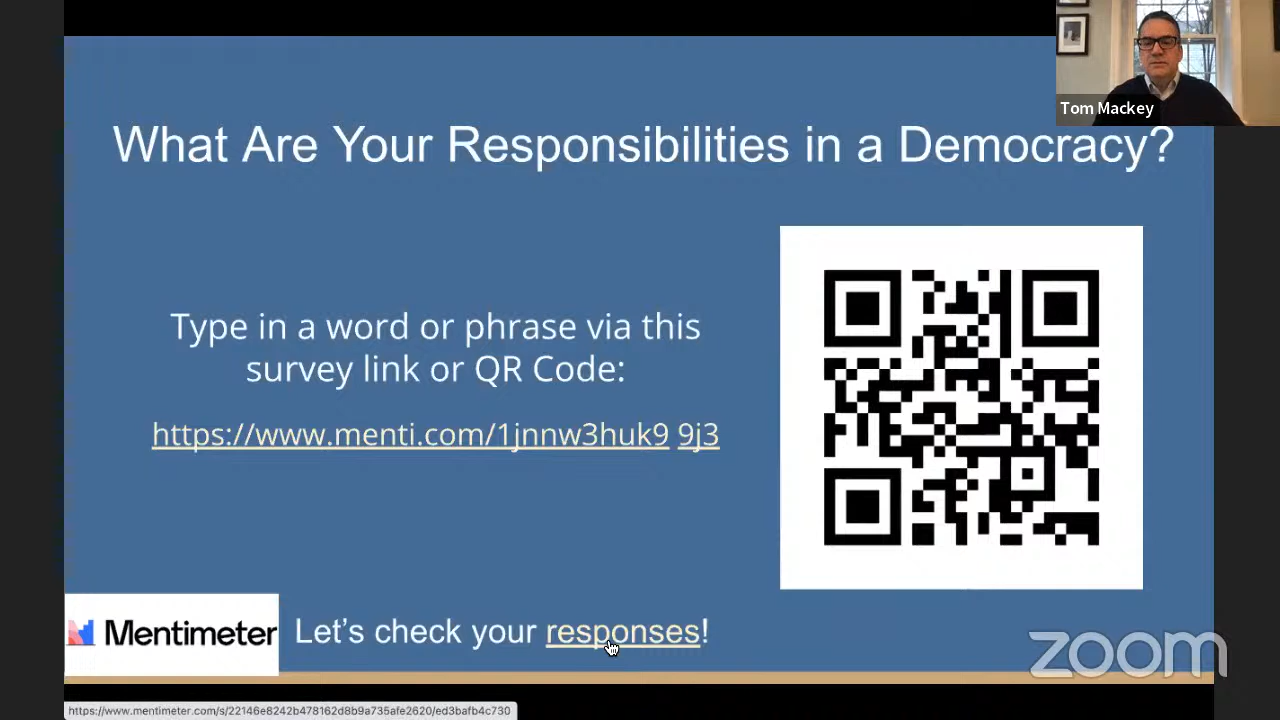 Tom Mackey
What Are Your Responsibilities in a Democracy?
Type in a word or phrase via this
survey link or QR Code:
https://www.menti.com/1jnnw3huk9 9j3
Mentimeter
Let's check your responses!
zoom
https://www.mentimeter.com/s/22146e8242b478162d8b9a735afe2620/ed3bafb4c730